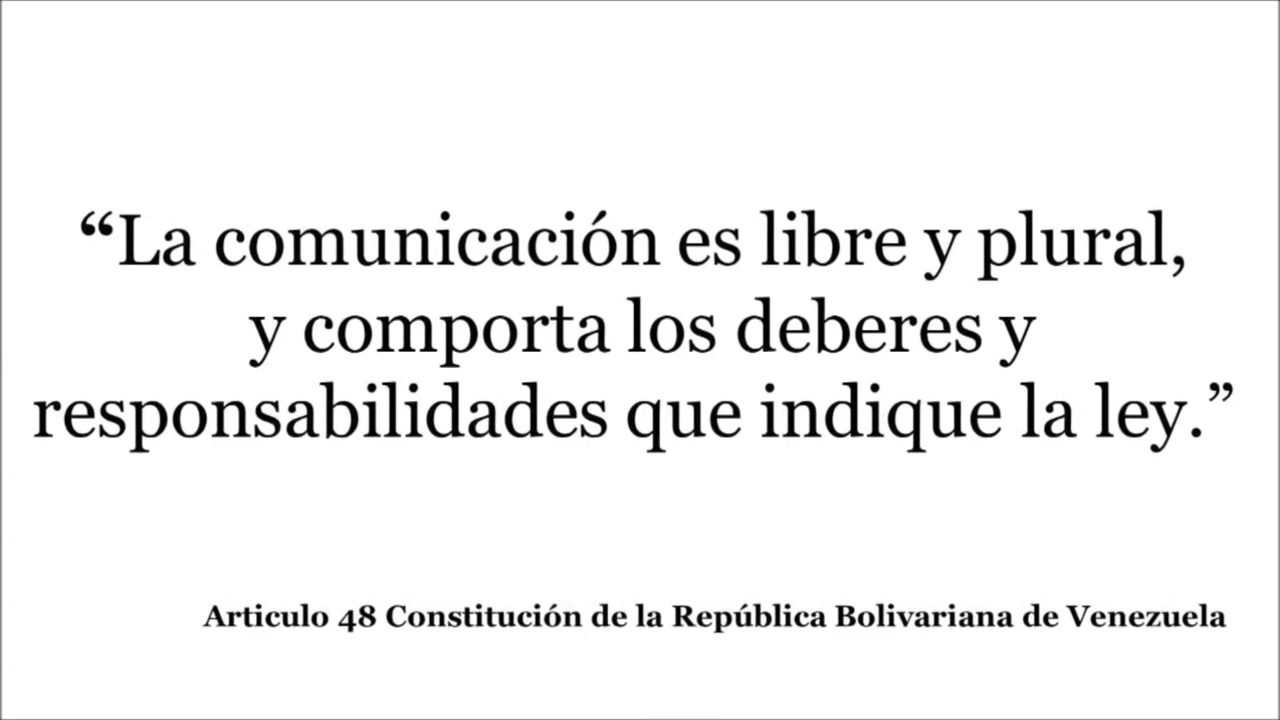 “La comunicación es libre y plural,
y comporta los deberes y
responsabilidades que indique la ley.”
Articulo 48 Constitución de la República Bolivariana de Venezuela